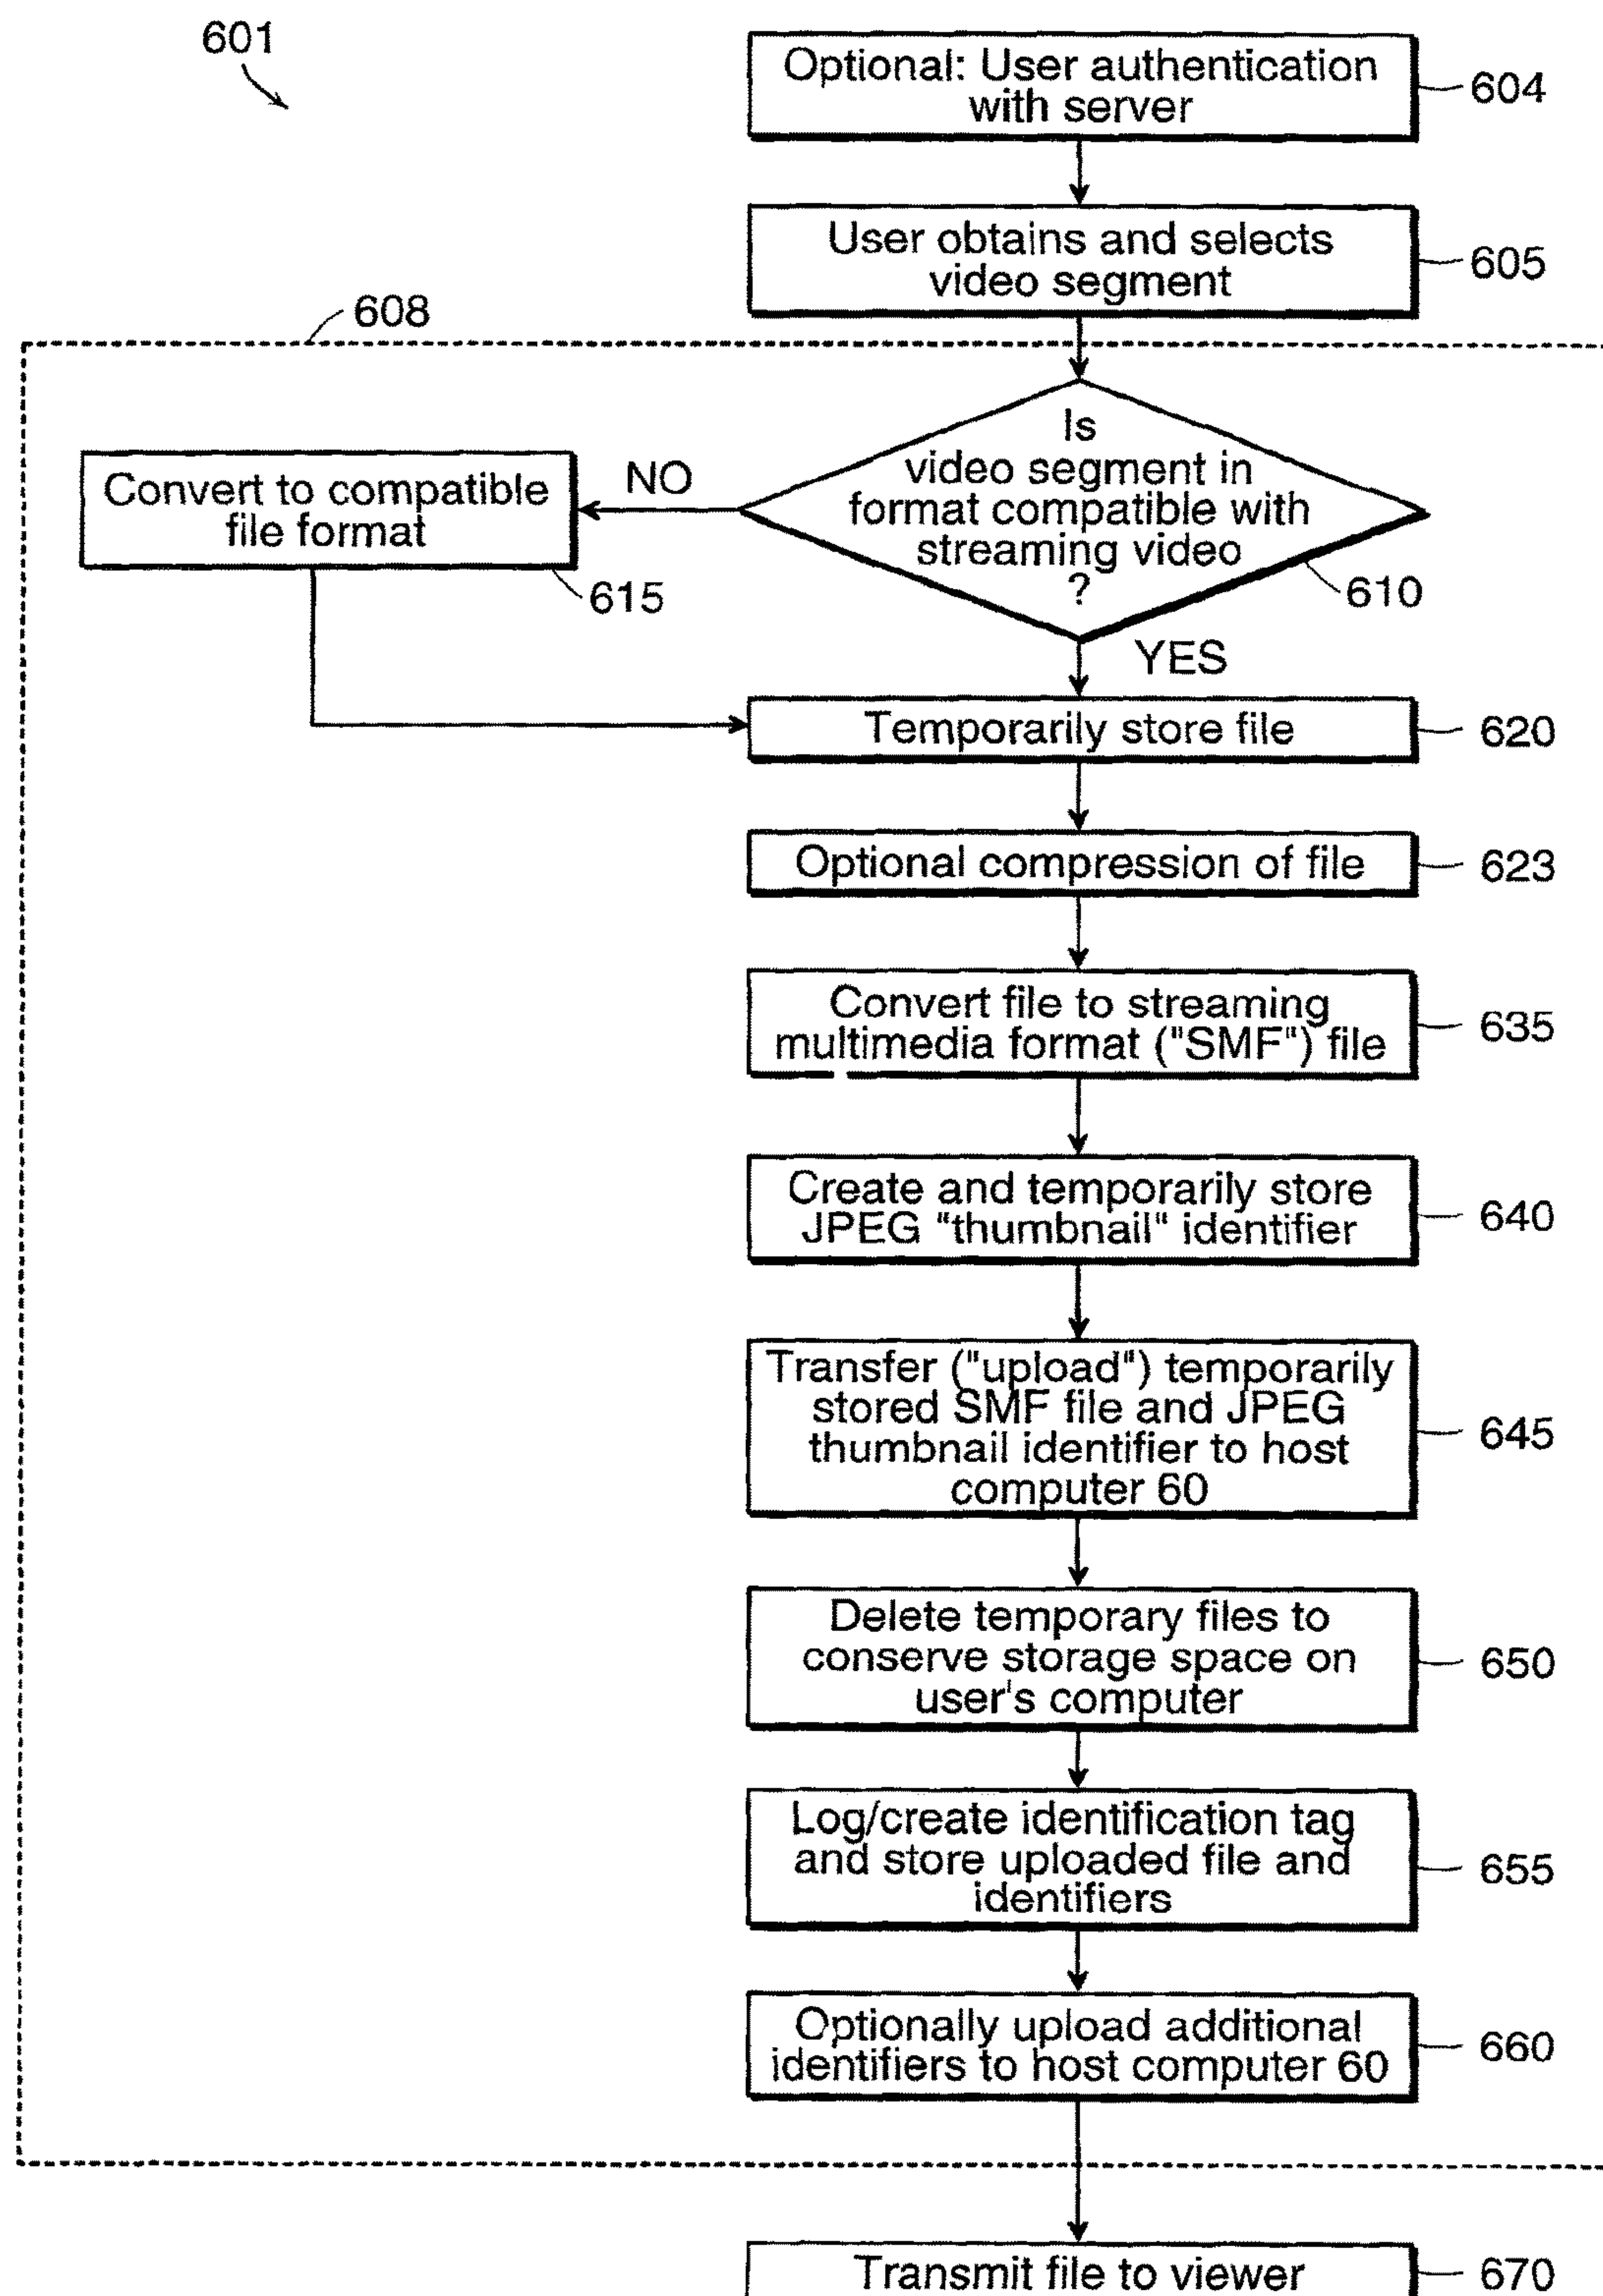 601
Optional: User authentication
with server
604
User obtains and selects
video segment
605
608
Is
video segment in
format compatible with
streaming video
?
610
NO
Convert to compatible
file format
615
YES
Temporarily store file
620
Optional compression of file
623
Convert file to streaming
multimedia format ("SMF") file
635
Create and temporarily store
JPEG "thumbnail" identifier
640
Transfer ("upload") temporarily
stored SMF file and JPEG
thumbnail identifier to host
computer 60
645
Delete temporary files to
conserve storage space on
user's computer
650
Log/create identification tag
and store uploaded file and
identifiers
655
Optionally upload additional
identifiers to host computer 60
660
Transmit file to viewer
670